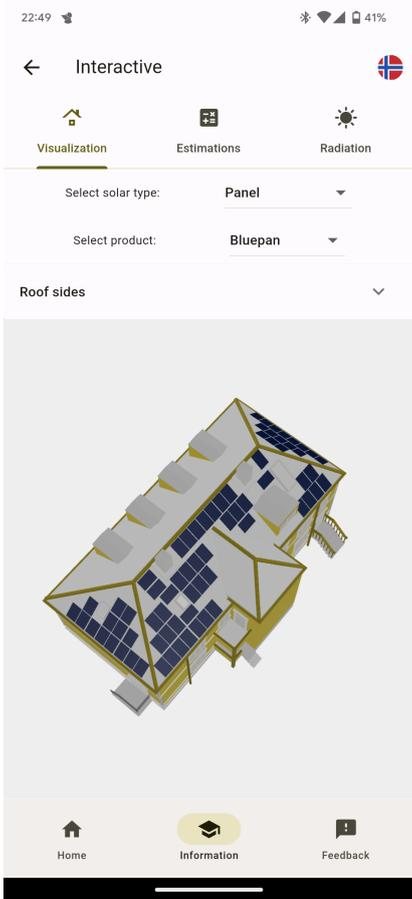 22:49
41%
Interactive
Visualization
Estimations
Radiation
Select solar type:
Panel
Select product:
Bluepan
Roof sides
Home
Information
Feedback